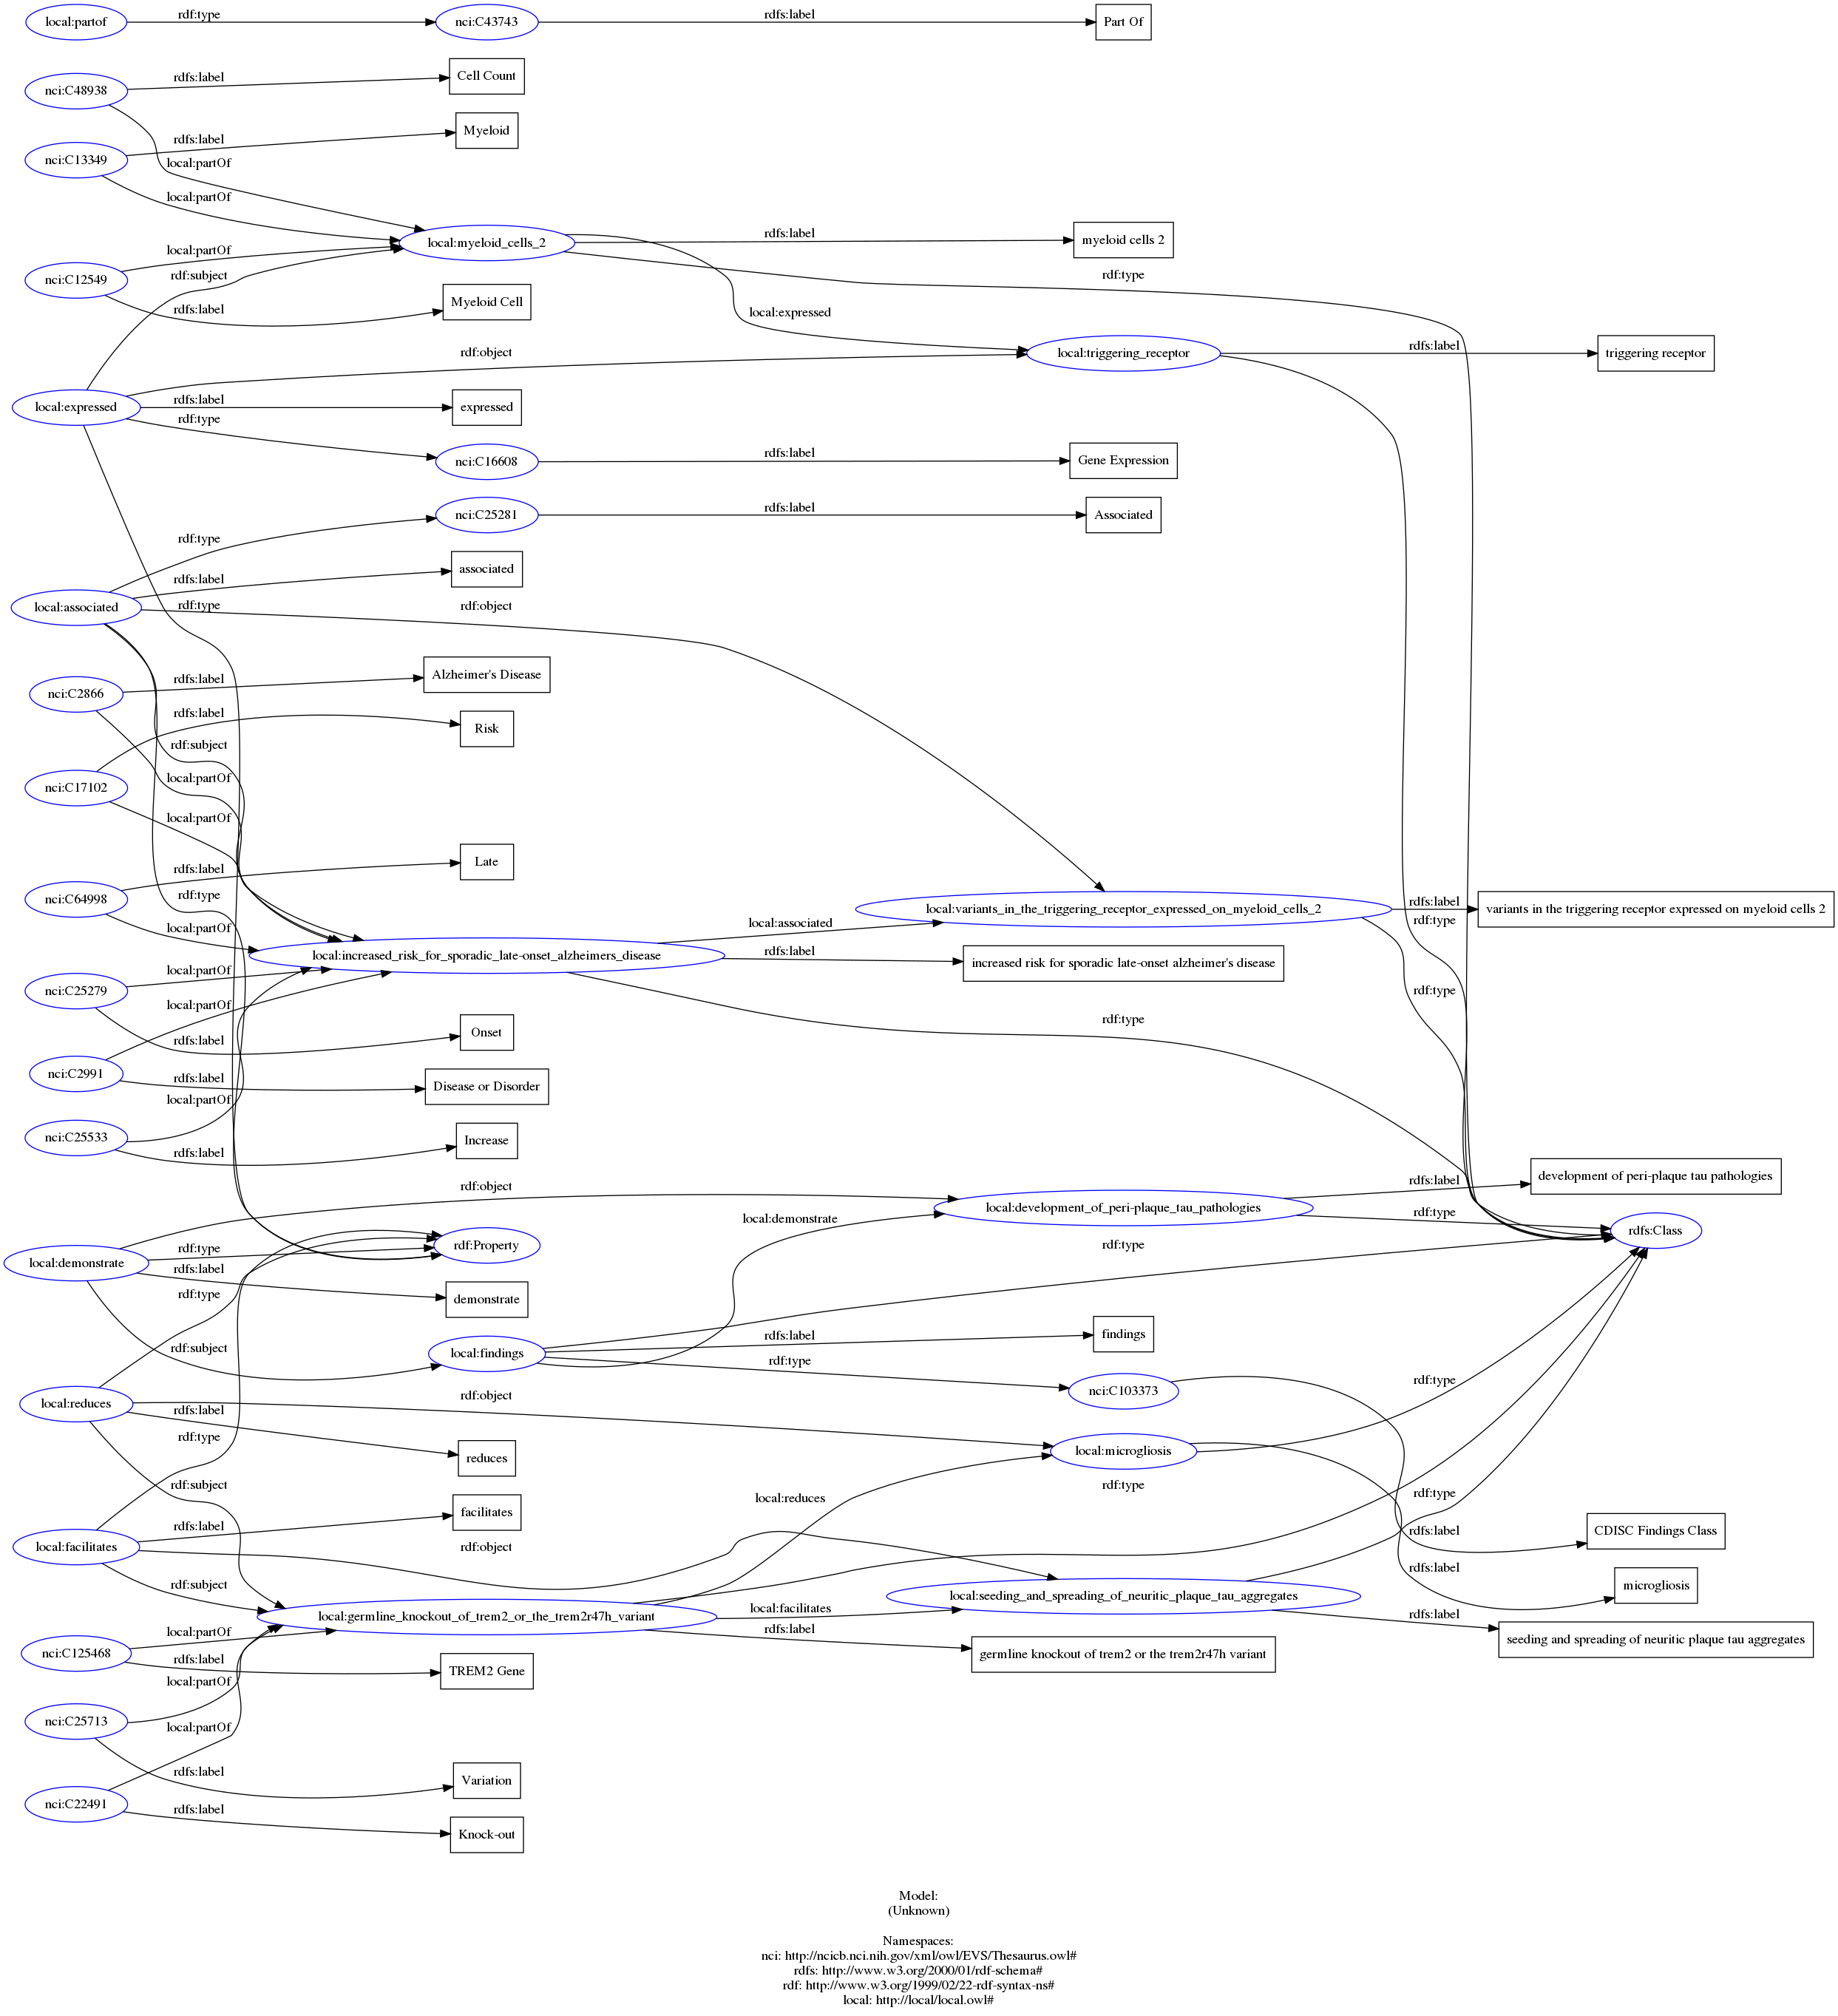 local:partof
rdf:type
nci:C43743
rdfs:label
Part Of
nci:C48938
rdfs:label
Cell Count
local:partOf
nci:C13349
rdfs:label
Myeloid
local:partOf
local:myeloid_cells_2
rdfs:label
myeloid cells 2
rdf:type
local:expressed
nci:C12549
local:partOf
rdf:subject
rdfs:label
Myeloid Cell
local:triggering_receptor
rdfs:label
triggering receptor
rdf:object
local:expressed
rdfs:label
expressed
rdf:type
nci:C16608
rdfs:label
Gene Expression
nci:C25281
rdfs:label
Associated
rdf:type
rdfs:label
associated
local:associated
rdf:type
rdf:object
nci:C2866
rdfs:label
Alzheimer's Disease
rdfs:label
Risk
rdf:subject
local:partOf
nci:C17102
local:partOf
rdfs:label
Late
nci:C64998
rdf:type
local:partOf
local:associated
local:variants_in_the_triggering_receptor_expressed_on_myeloid_cells_2
rdfs:label
variants in the triggering receptor expressed on myeloid cells 2
rdf:type
local:increased_risk_for_sporadic_late-onset_alzheimers_disease
rdfs:label
increased risk for sporadic late-onset alzheimer's disease
nci:C25279
local:partOf
rdf:type
local:partOf
rdf:type
rdfs:label
Onset
nci:C2991
rdfs:label
Disease or Disorder
local:partOf
nci:C25533
rdfs:label
Increase
rdf:object
rdfs:label
development of peri-plaque tau pathologies
local:development_of_peri-plaque_tau_pathologies
rdf:type
local:demonstrate
rdf:type
rdf:Property
rdfs:Class
local:demonstrate
rdf:type
rdfs:label
rdf:type
demonstrate
rdf:subject
local:findings
rdfs:label
findings
rdf:type
nci:C103373
rdf:type
local:reduces
rdf:object
rdfs:label
reduces
rdf:type
local:microgliosis
rdf:subject
rdf:type
local:reduces
rdf:type
rdfs:label
facilitates
local:facilitates
rdf:object
rdfs:label
CDISC Findings Class
rdfs:label
microgliosis
rdf:subject
local:seeding_and_spreading_of_neuritic_plaque_tau_aggregates
local:germline_knockout_of_trem2_or_the_trem2r47h_variant
local:facilitates
rdfs:label
seeding and spreading of neuritic plaque tau aggregates
rdfs:label
germline knockout of trem2 or the trem2r47h variant
nci:C125468
local:partOf
rdfs:label
TREM2 Gene
local:partOf
nci:C25713
local:partOf
rdfs:label
Variation
nci:C22491
rdfs:label
Knock-out
Model:
(Unknown)
Namespaces:
nci: http://ncicb.nci.nih.gov/xml/owl/EVS/Thesaurus.owl#
rdfs: http://www.w3.org/2000/01/rdf-schema#
rdf: http://www.w3.org/1999/02/22-rdf-syntax-ns#
local: http://local/local.owl#